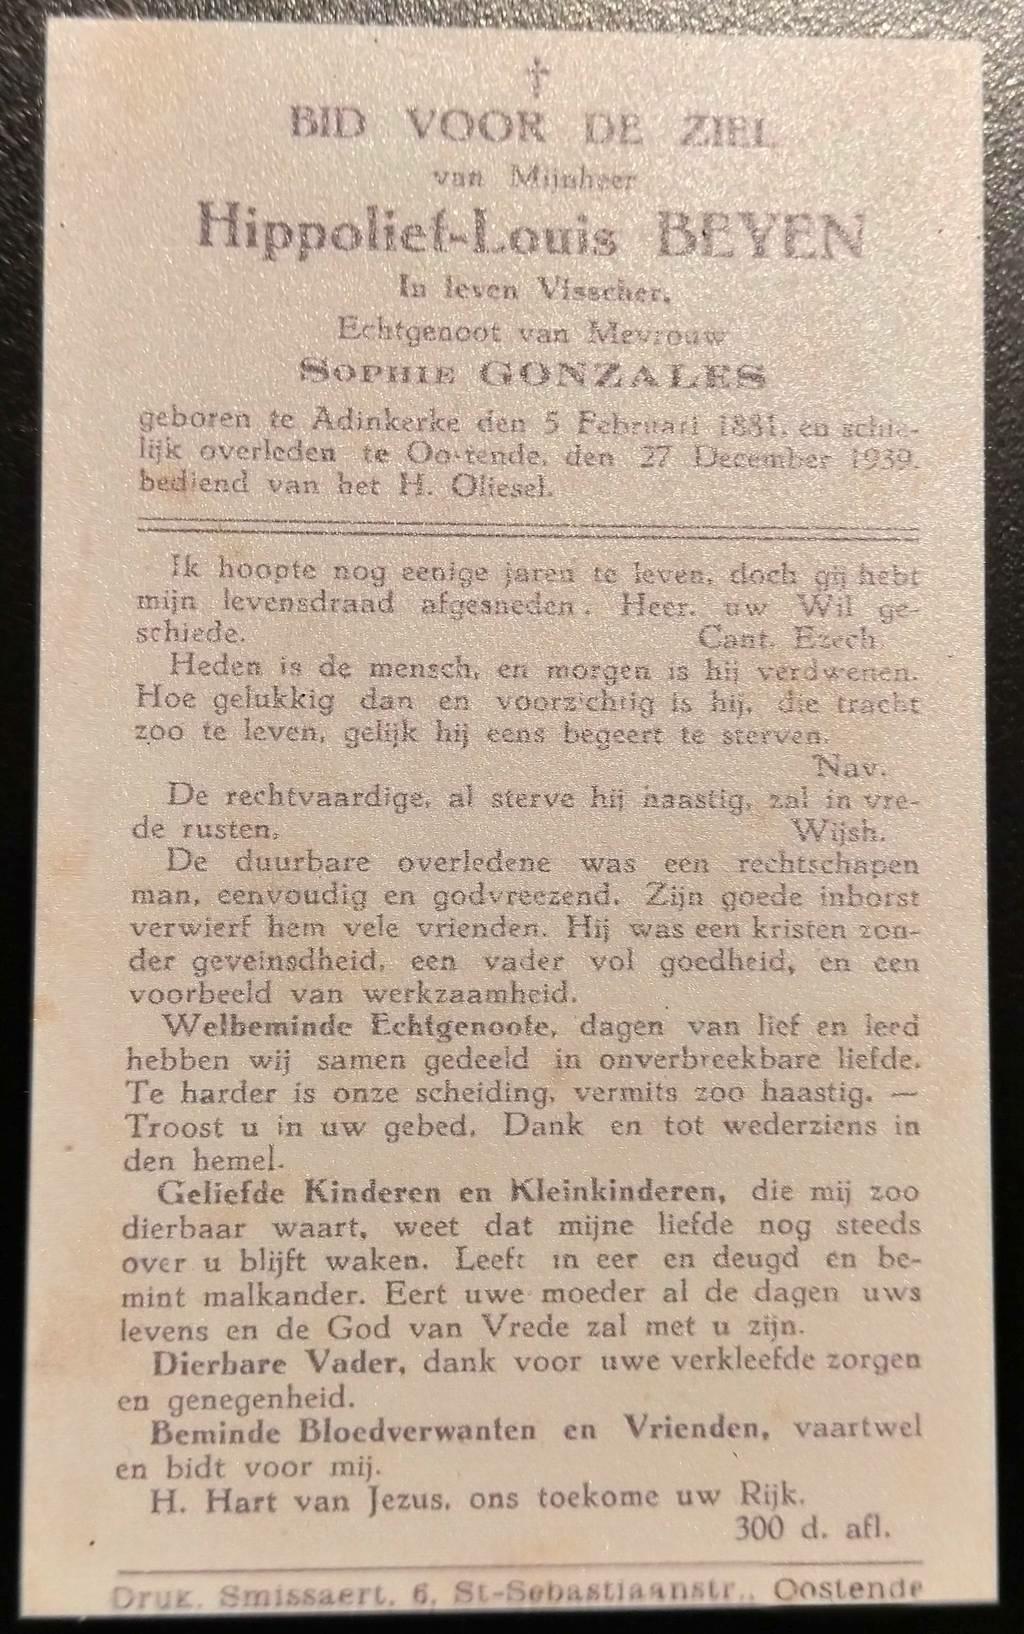 BID VOOR DE ZIEL
van Mijnheer
Hippolief-Louis BEYEN
In leven Visscher,
Echtgenoot van Mevrouw
SOPHIE GONZALES
geboren te Adinkerke den 5 Februari 1881, en schie-
lijk overleden te Oostende, den 27 December 1939,
bediend van het H. Oliesel.
Ik hoopte nog eenige jaren te leven, doch gij hebt
mijn levensdraad afgesneden. Heer, uw Wil ge-
schiede. Cant. Ezech.
Heden is de mensch, en morgen is hij verdwenen.
Hoe gelukkig dan en voorzichtig is hij, die tracht
zoo te leven, gelijk hij eens begeert te sterven.
Nav.
De rechtvaardige, al sterve hij haastig, zal in vre-
de rusten. Wijsh.
De duurbare overledene was een rechtschapen
man, eenvoudig en godvreezend. Zijn goede inborst
verwierf hem vele vrienden. Hij was een kristen zon-
der geveinsdheid, een vader vol goedheid, en een
voorbeeld van werkzaamheid.
Welbeminde Echtgenoote, dagen van lief en leed
hebben wij samen gedeeld in onverbreekbare liefde.
Te harder is onze scheiding, vermits zoo haastig. —
Troost u in uw gebed. Dank en tot wederziens in
den hemel.
Geliefde Kinderen en Kleinkinderen, die mij zoo
dierbaar waart, weet dat mijne liefde nog steeds
over u blijft waken. Leeft in eer en deugd en be-
mint malkander. Eert uwe moeder al de dagen uws
levens en de God van Vrede zal met u zijn.
Dierbare Vader, dank voor uwe verkleefde zorgen
en genegenheid.
Beminde Bloedverwanten en Vrienden, vaartwel
en bidt voor mij.
H. Hart van Jezus, ons toekome uw Rijk.
300 d. afl.
Druk. Smissaert, 6, St-Sebastiaanstr., Oostende